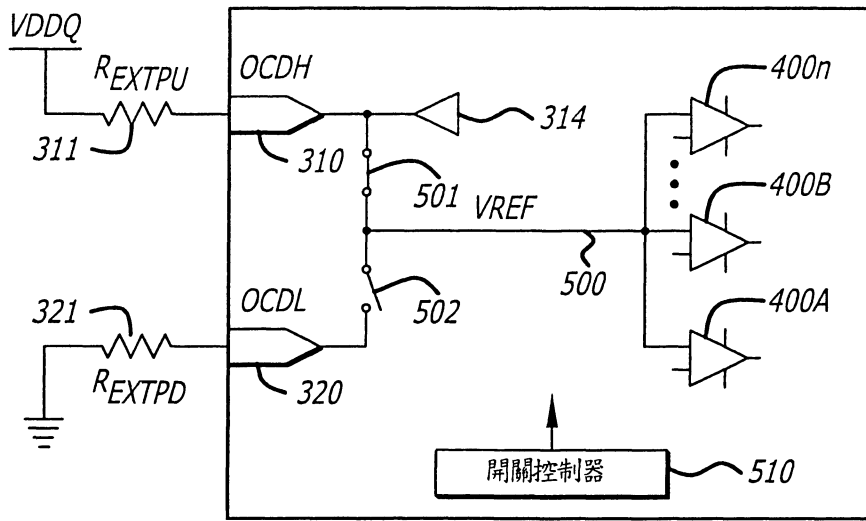 VDDQ
REXTPU
311
OCDH
310
314
501
VREF
500
502
OCDL
320
321
REXTPD
400n
400B
400A
開關控制器
510